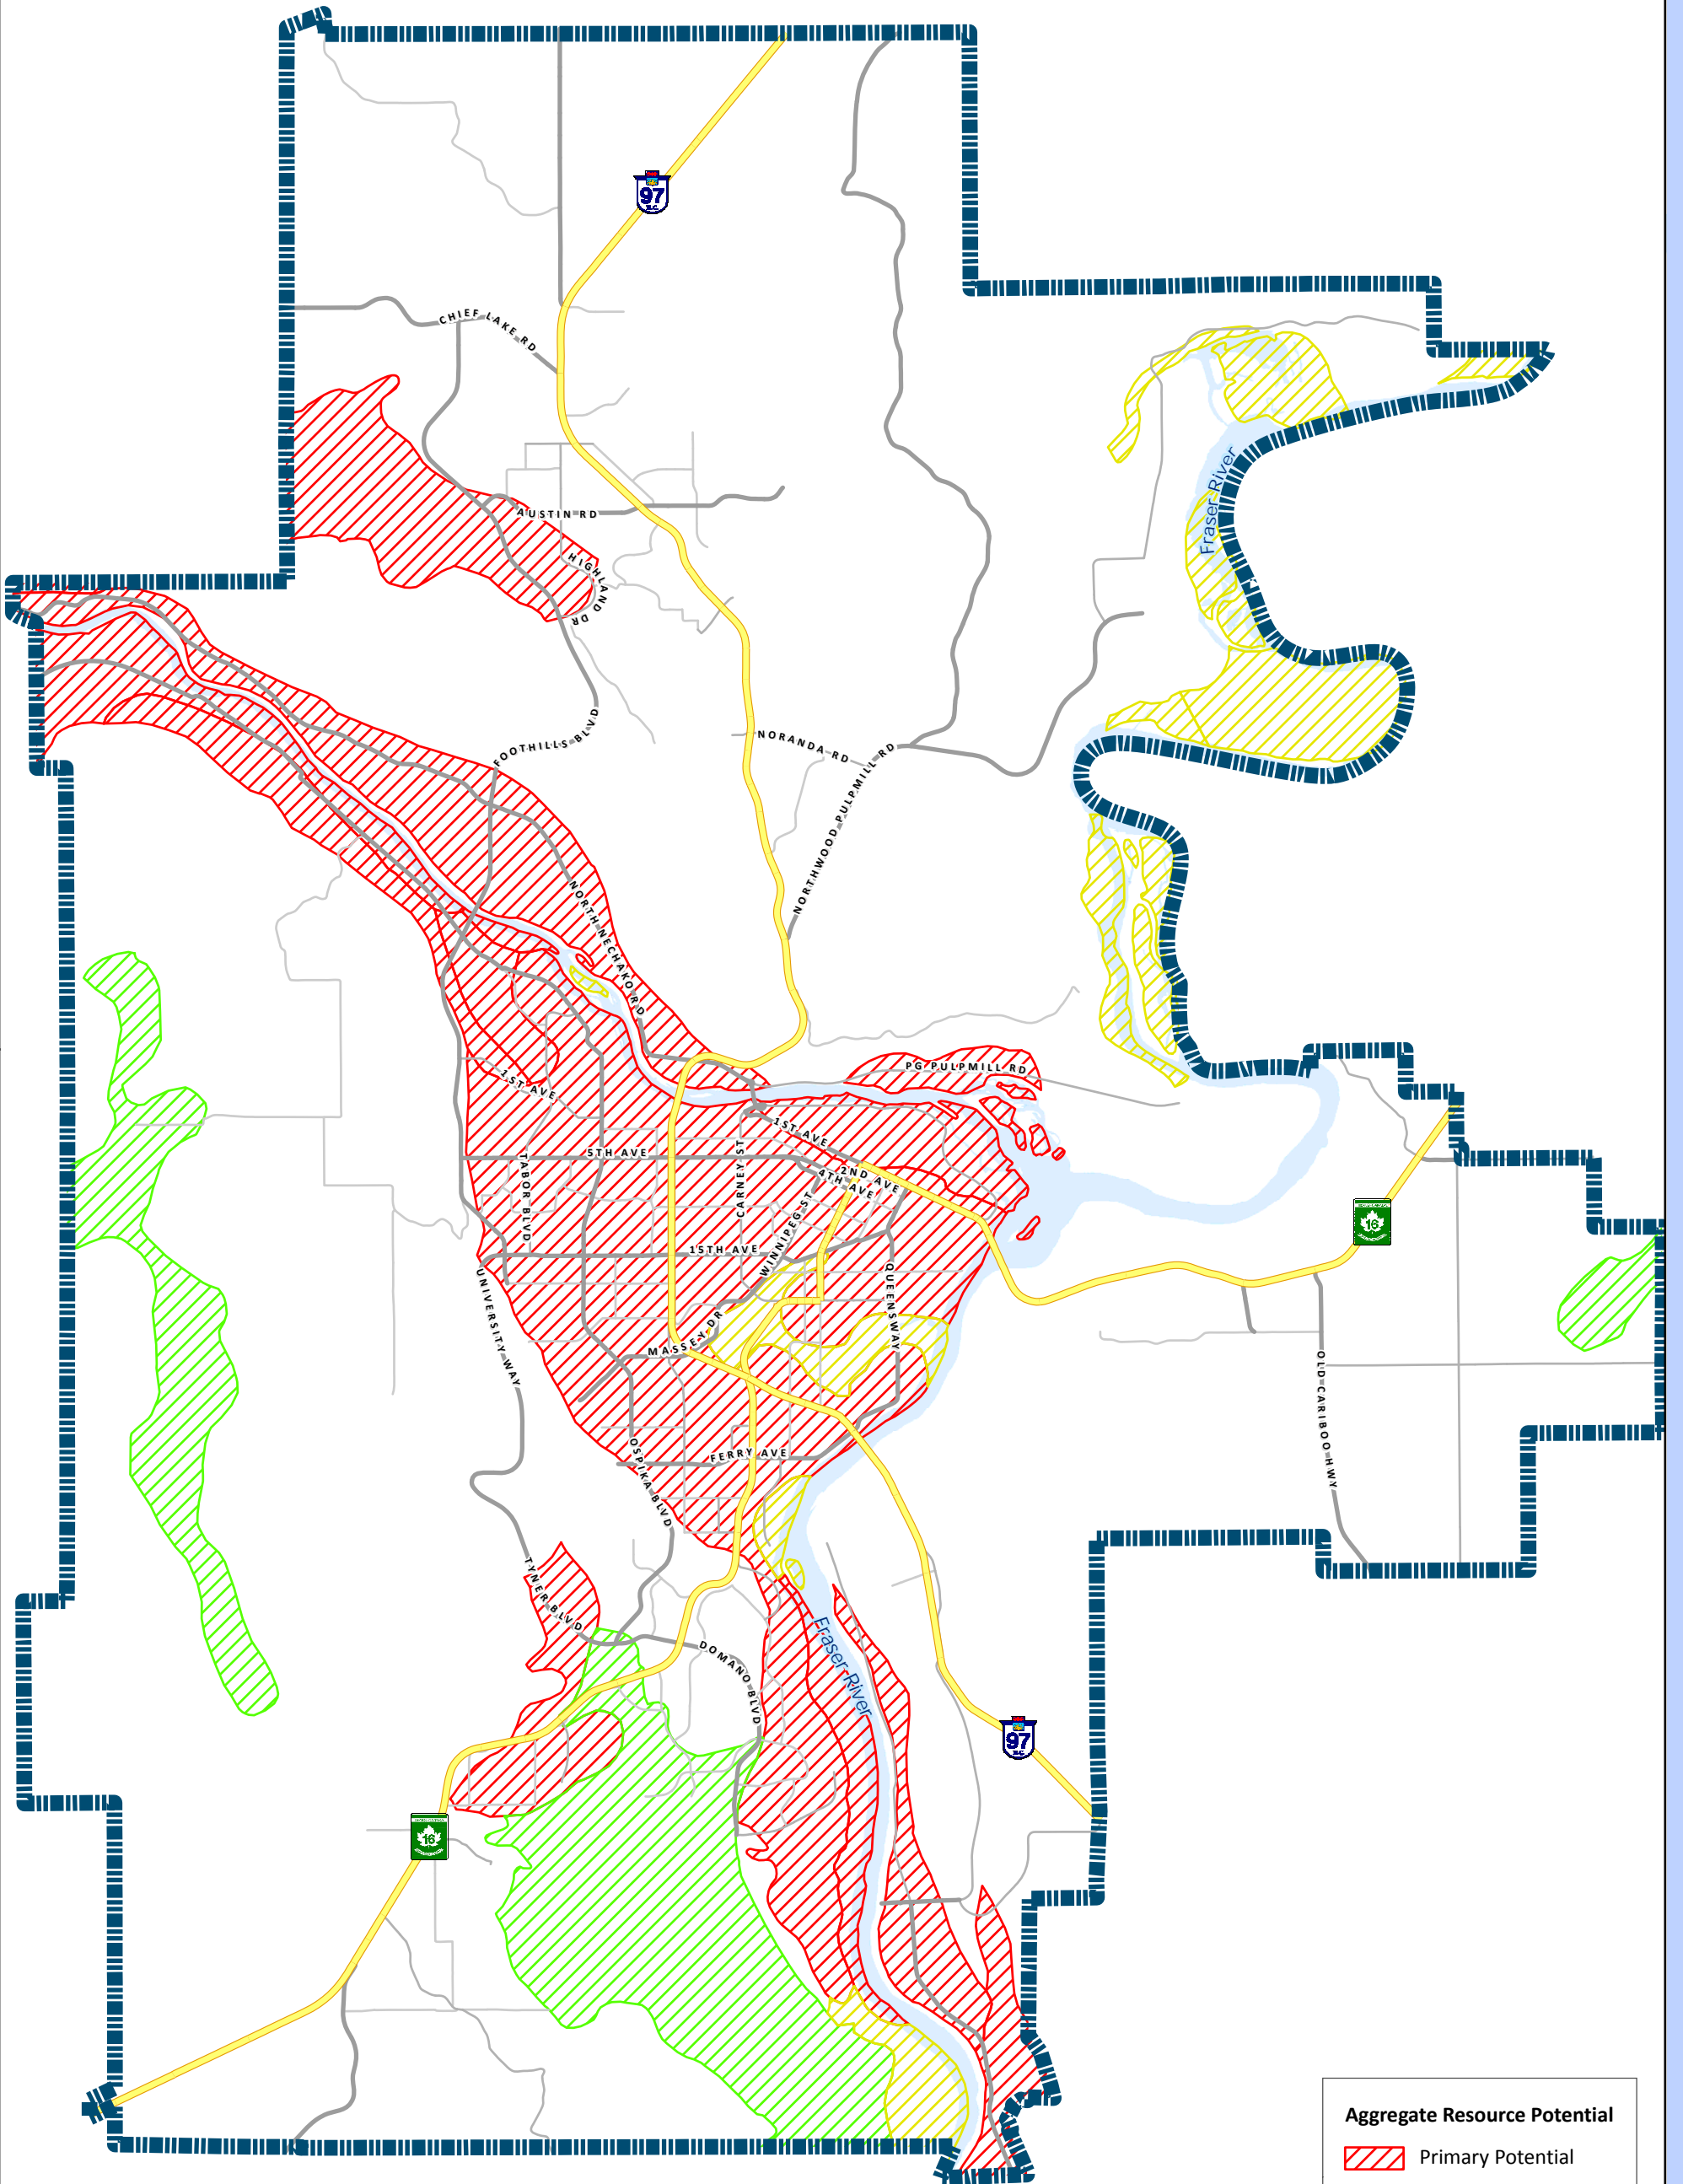 97
B.C.
CHIEF LAKE RD
AUSTIN RD
HIGHLAND DR
Fraser River
FOOTHILLS BLVD
NORANDA RD
NORTHWOOD PULPMILL RD
NORTH NECHAKO RD
PG PULPMILL RD
1ST AVE
1ST AVE
5TH AVE
2ND AVE
4TH AVE
TABOR BLVD
CARNEY ST
WINNIPEG ST
15TH AVE
QUEENSWAY
16
UNIVERSITY WAY
MASSEY DR
OLD CARIBOO HWY
OSPIKA BLVD
FERRY AVE
TYNER BLVD
DOMANO BLVD
Fraser River
97
B.C.
16
Aggregate Resource Potential
Primary Potential